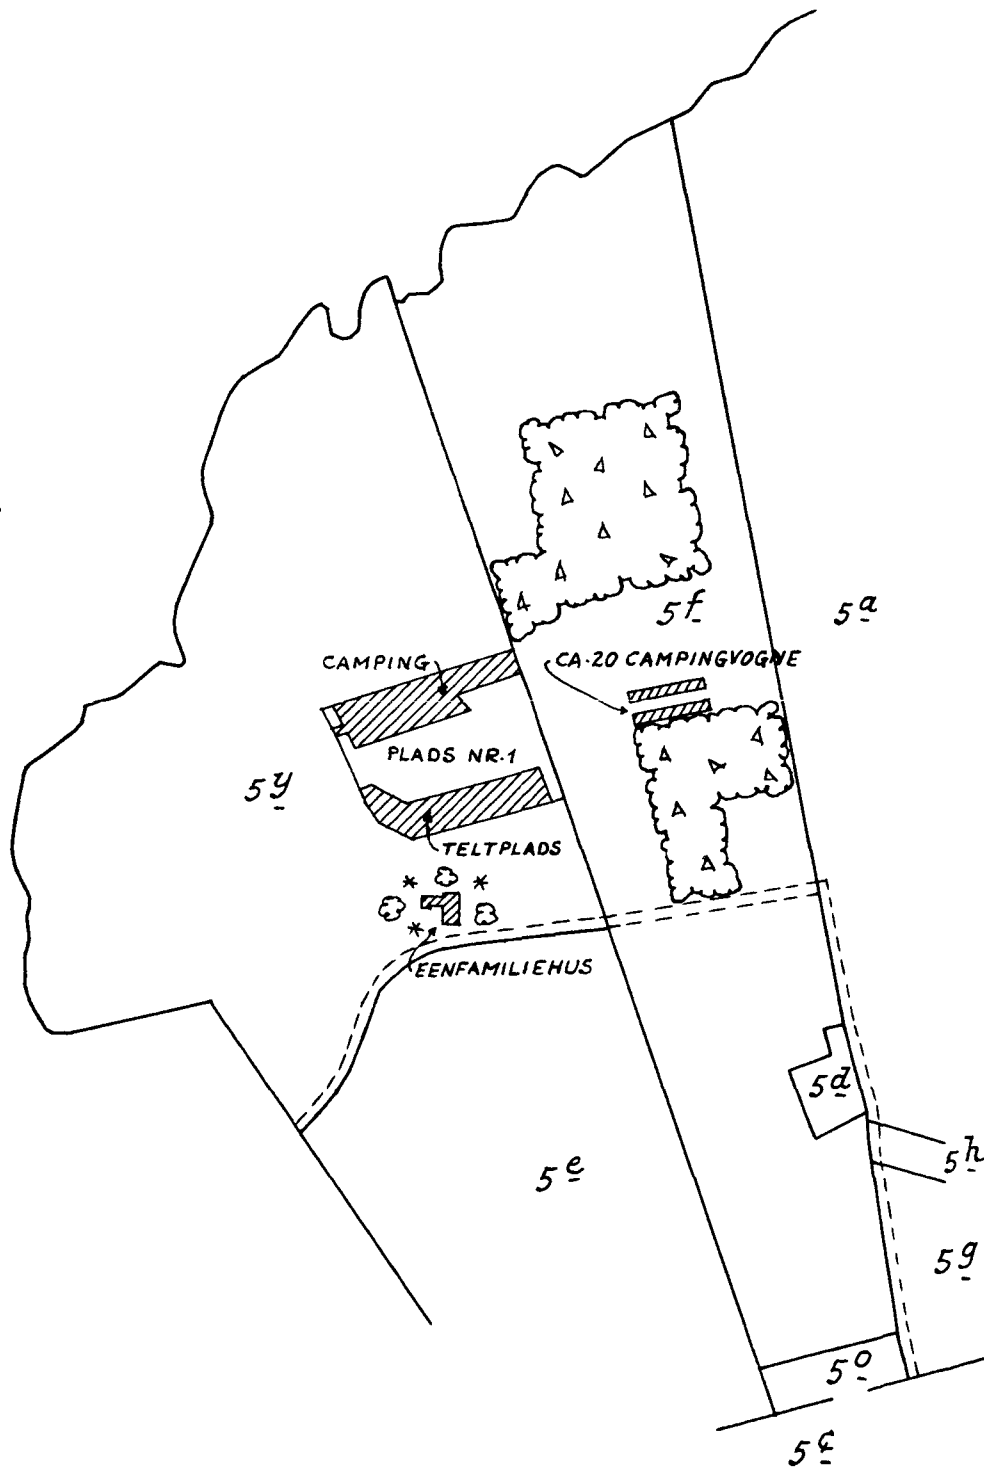 5f
5a
CAMPING
CA·20 CAMPINGVOGNE
PLADS NR·1
5y
TELTPLADS
EENFAMILIEHUS
5d
5h
5e
5g
5o
5c